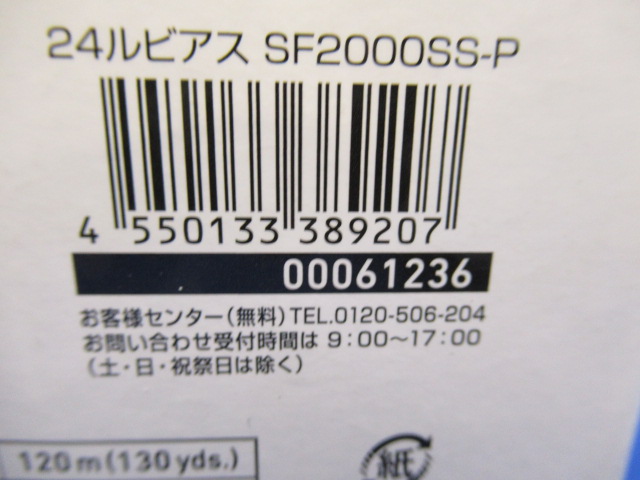 24ルビアス SF2000SS-P
4 550133 389207
00061236
お客様センター(無料)TEL.0120-506-204
お問い合わせ受付時間は 9:00〜17:00
(土・日・祝祭日は除く)
120m(130yds.)
紙